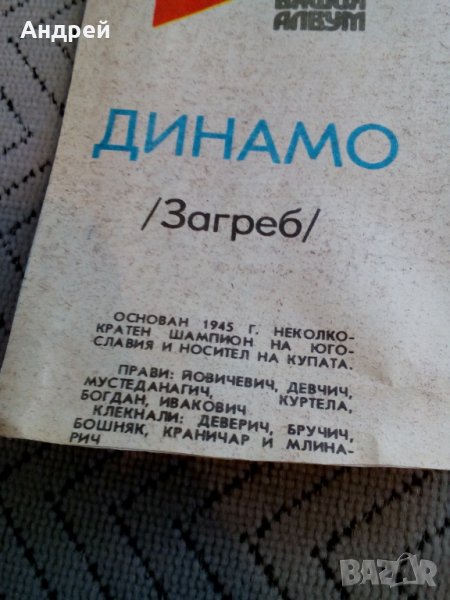 Андрей
АЛБУМ
ДИНАМО
/Загреб/
ОСНОВАН 1945 Г. НЕКОЛКО-
КРАТЕН ШАМПИОН НА ЮГО-
СЛАВИЯ И НОСИТЕЛ НА КУПАТА.
ПРАВИ: ЙОВИЧЕВИЧ, ДЕВЧИЧ,
МУСТЕДАНАГИЧ, КУРТЕЛА,
БОГДАН, ИВАКОВИЧ
КЛЕКНАЛИ: ДЕВЕРИЧ, БРУЧИЧ,
БОШНЯК, КРАНИЧАР И МЛИНА-
РИЧ
BAZAR